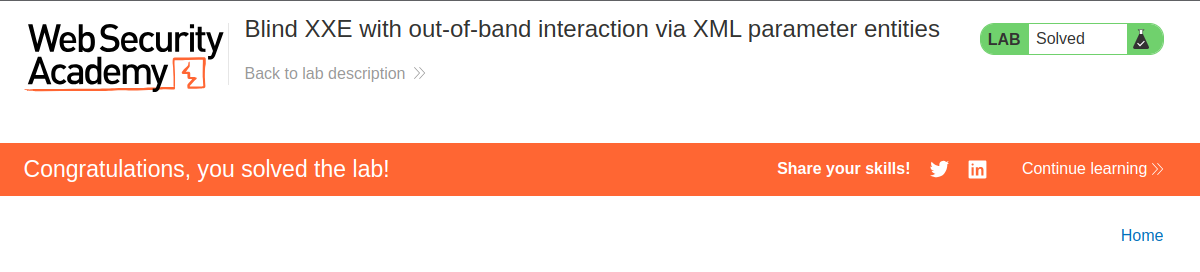 Web Security
Academy
Blind XXE with out-of-band interaction via XML parameter entities
Back to lab description
LAB Solved
Congratulations, you solved the lab!
Share your skills!
Continue learning
Home